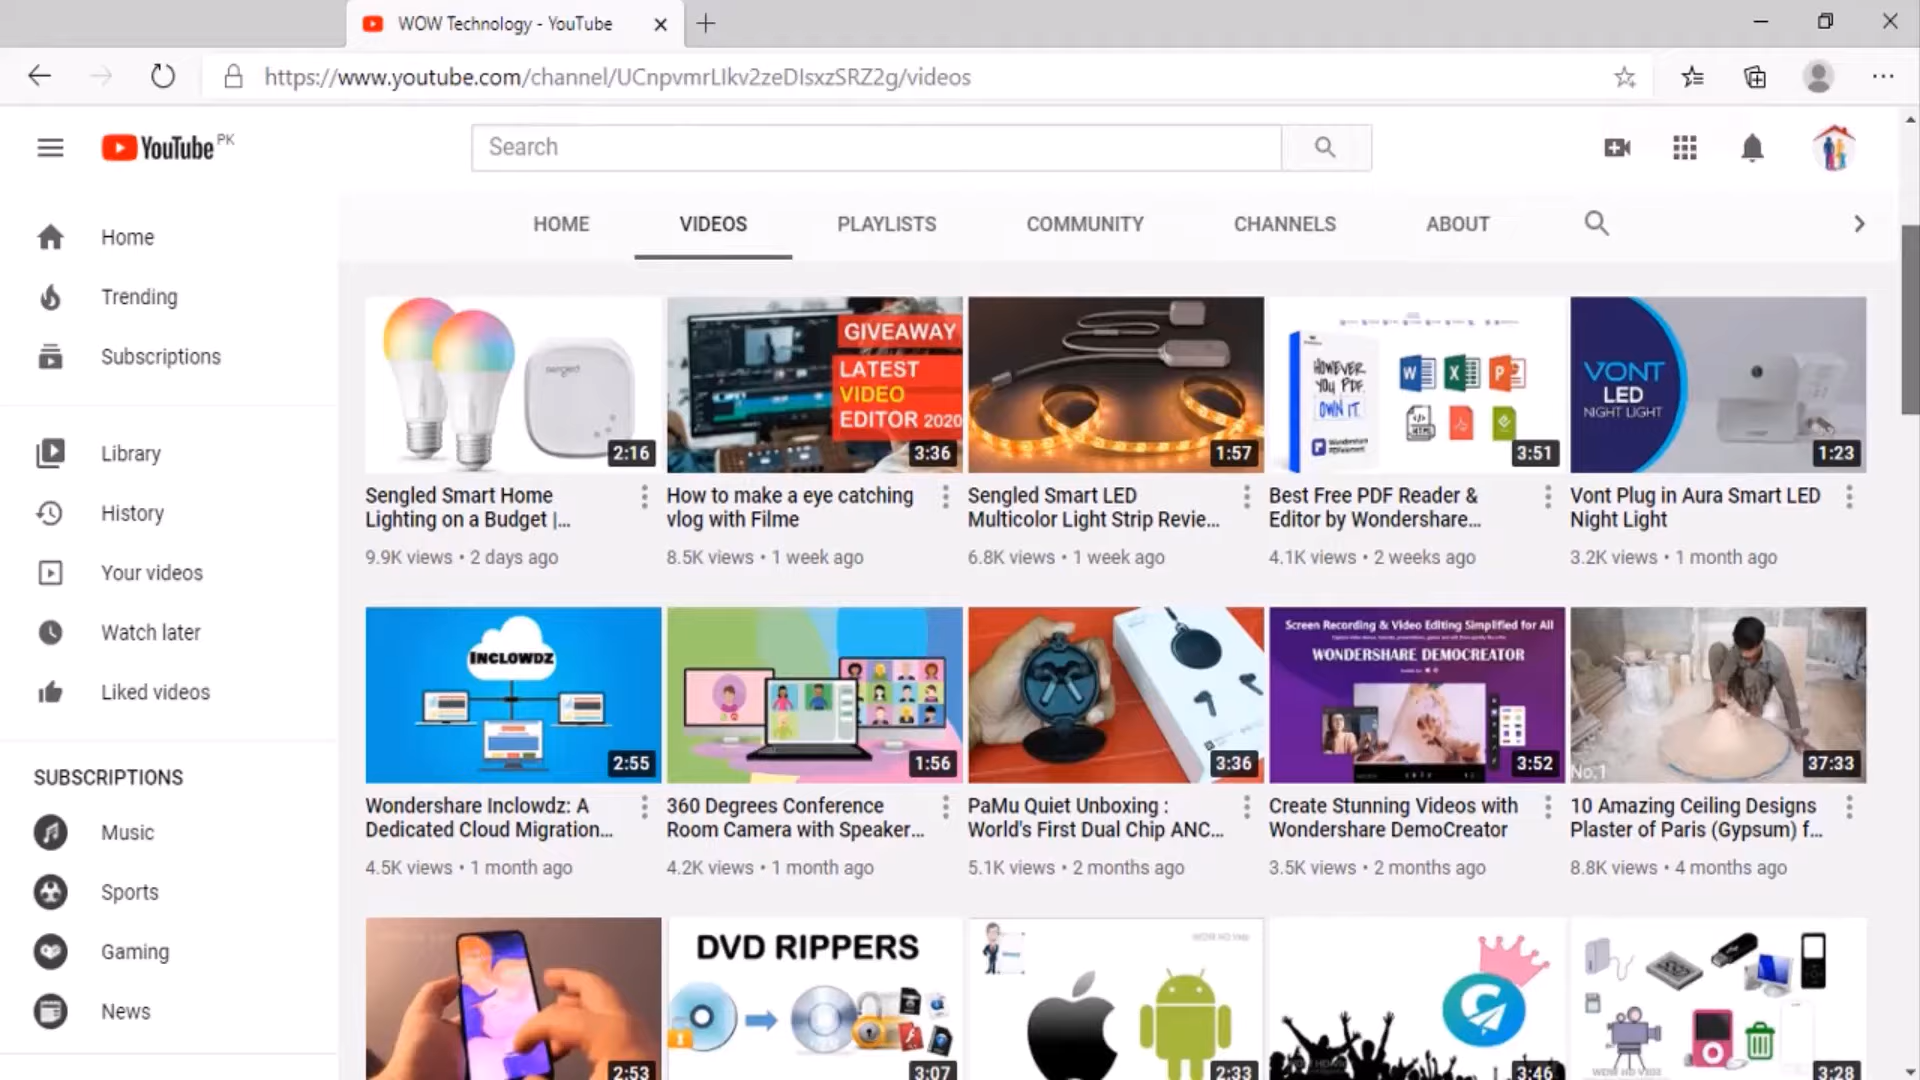 WOW Technology - YouTube
https://www.youtube.com/channel/UCnpvmrLIkv2zeDIsxzSRZ2g/videos
YouTube PK
Search
HOME
VIDEOS
PLAYLISTS
COMMUNITY
CHANNELS
ABOUT
Home
Trending
Subscriptions
Library
History
Your videos
Watch later
Liked videos
SUBSCRIPTIONS
Music
Sports
Gaming
News
sengled
2:16
Sengled Smart Home
Lighting on a Budget |...
9.9K views • 2 days ago
GIVEAWAY
LATEST
VIDEO
EDITOR 2020
3:36
How to make a eye catching
vlog with Filme
8.5K views • 1 week ago
1:57
Sengled Smart LED
Multicolor Light Strip Revie...
6.8K views • 1 week ago
HOWEVER
YOU PDF,
OWN IT
Wondershare
PDFelement
W
X
P
3:51
Best Free PDF Reader &
Editor by Wondershare...
4.1K views • 2 weeks ago
VONT
LED
NIGHT LIGHT
1:23
Vont Plug in Aura Smart LED
Night Light
3.2K views • 1 month ago
INCLOWDZ
2:55
Wondershare Inclowdz: A
Dedicated Cloud Migration...
4.5K views • 1 month ago
1:56
360 Degrees Conference
Room Camera with Speaker...
4.2K views • 1 month ago
3:36
PaMu Quiet Unboxing :
World's First Dual Chip ANC...
5.1K views • 2 months ago
Screen Recording & Video Editing Simplified for All
WONDERSHARE DEMOCREATOR
3:52
Create Stunning Videos with
Wondershare DemoCreator
3.5K views • 2 months ago
No.1
37:33
10 Amazing Ceiling Designs
Plaster of Paris (Gypsum) f...
8.8K views • 4 months ago
2:53
DVD RIPPERS
3:07
2:33
3:46
3:28